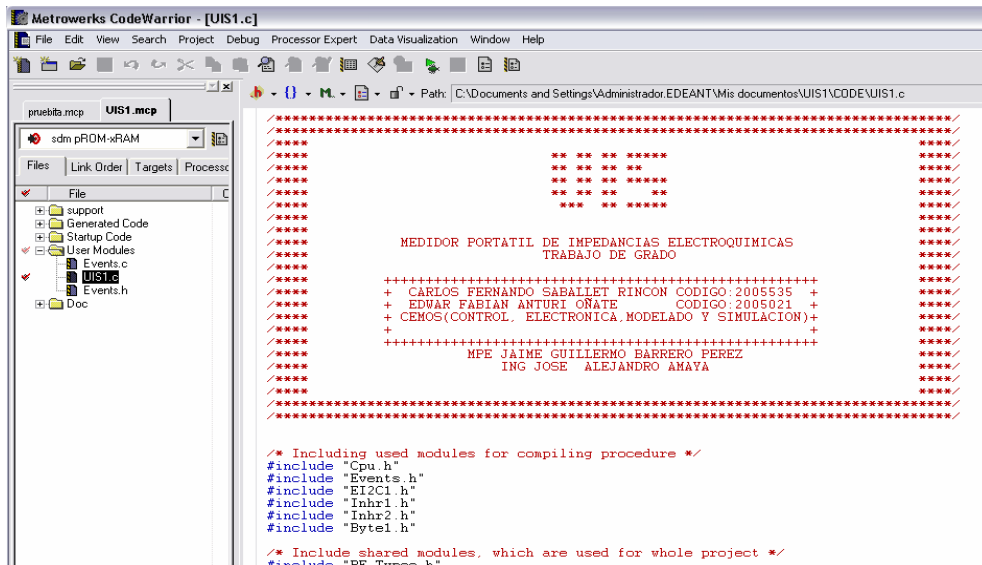 Metrowerks CodeWarrior - [UIS1.c]
File Edit View Search Project Debug Processor Expert Data Visualization Window Help
Path: C:\Documents and Settings\Administrador.EDEANT\Mis documentos\UIS1\CODE\UIS1.c
pruebita.mcp UIS1.mcp
sdm pROM-xRAM
Files Link Order Targets Processo
File C
support
Generated Code
Startup Code
User Modules
Events.c
UIS1.c
Events.h
Doc
/***********************************************************************************/
/***********************************************************************************/
/**** ****/
/**** ** ** ** ***** ****/
/**** ** ** ** ** ****/
/**** ** ** ** ***** ****/
/**** ** ** ** ** ****/
/**** *** ** ***** ****/
/**** ****/
/**** ****/
/**** MEDIDOR PORTATIL DE IMPEDANCIAS ELECTROQUIMICAS ****/
/**** TRABAJO DE GRADO ****/
/**** ****/
/**** +++++++++++++++++++++++++++++++++++++++++++++++++++++ ****/
/**** + CARLOS FERNANDO SABALLET RINCON CODIGO:2005535 + ****/
/**** + EDWAR FABIAN ANTURI OÑATE CODIGO:2005021 + ****/
/**** + CEMOS(CONTROL, ELECTRONICA,MODELADO Y SIMULACION)+ ****/
/**** + + ****/
/**** +++++++++++++++++++++++++++++++++++++++++++++++++++++ ****/
/**** MPE JAIME GUILLERMO BARRERO PEREZ ****/
/**** ING JOSE ALEJANDRO AMAYA ****/
/**** ****/
/**** ****/
/***********************************************************************************/
/***********************************************************************************/
/* Including used modules for compiling procedure */
#include "Cpu.h"
#include "Events.h"
#include "EI2C1.h"
#include "Inhr1.h"
#include "Inhr2.h"
#include "Byte1.h"
/* Include shared modules, which are used for whole project */
#include "PE_Types.h"